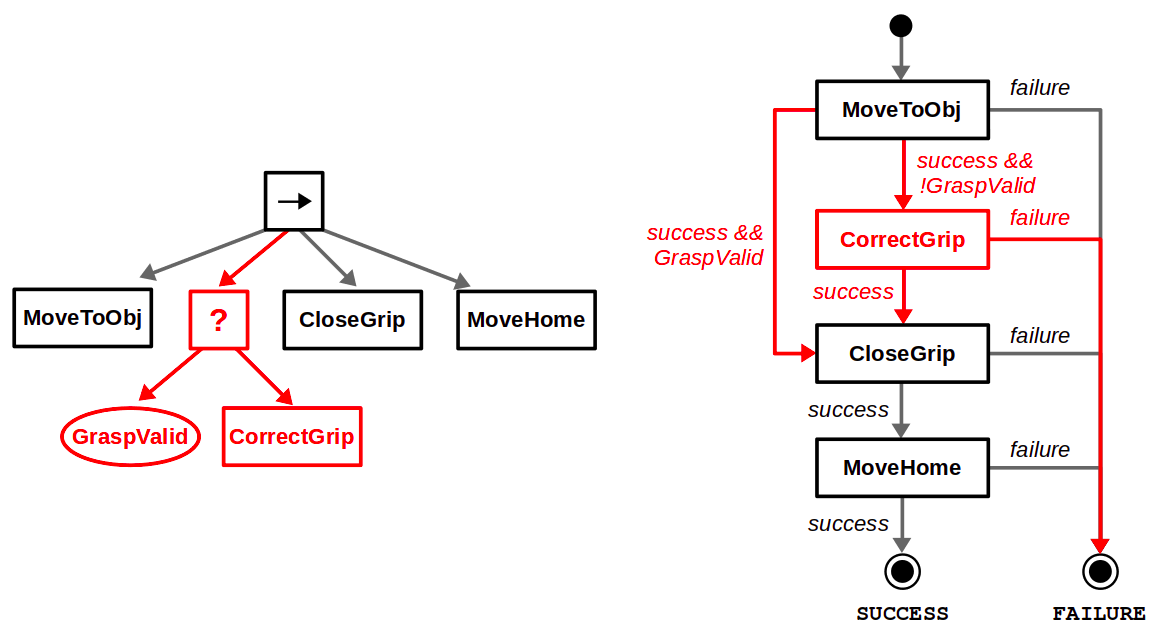 MoveToObj
?
CloseGrip
MoveHome
GraspValid
CorrectGrip
MoveToObj
failure
success &&
!GraspValid
success &&
GraspValid
CorrectGrip
failure
success
CloseGrip
failure
success
MoveHome
failure
success
SUCCESS
FAILURE